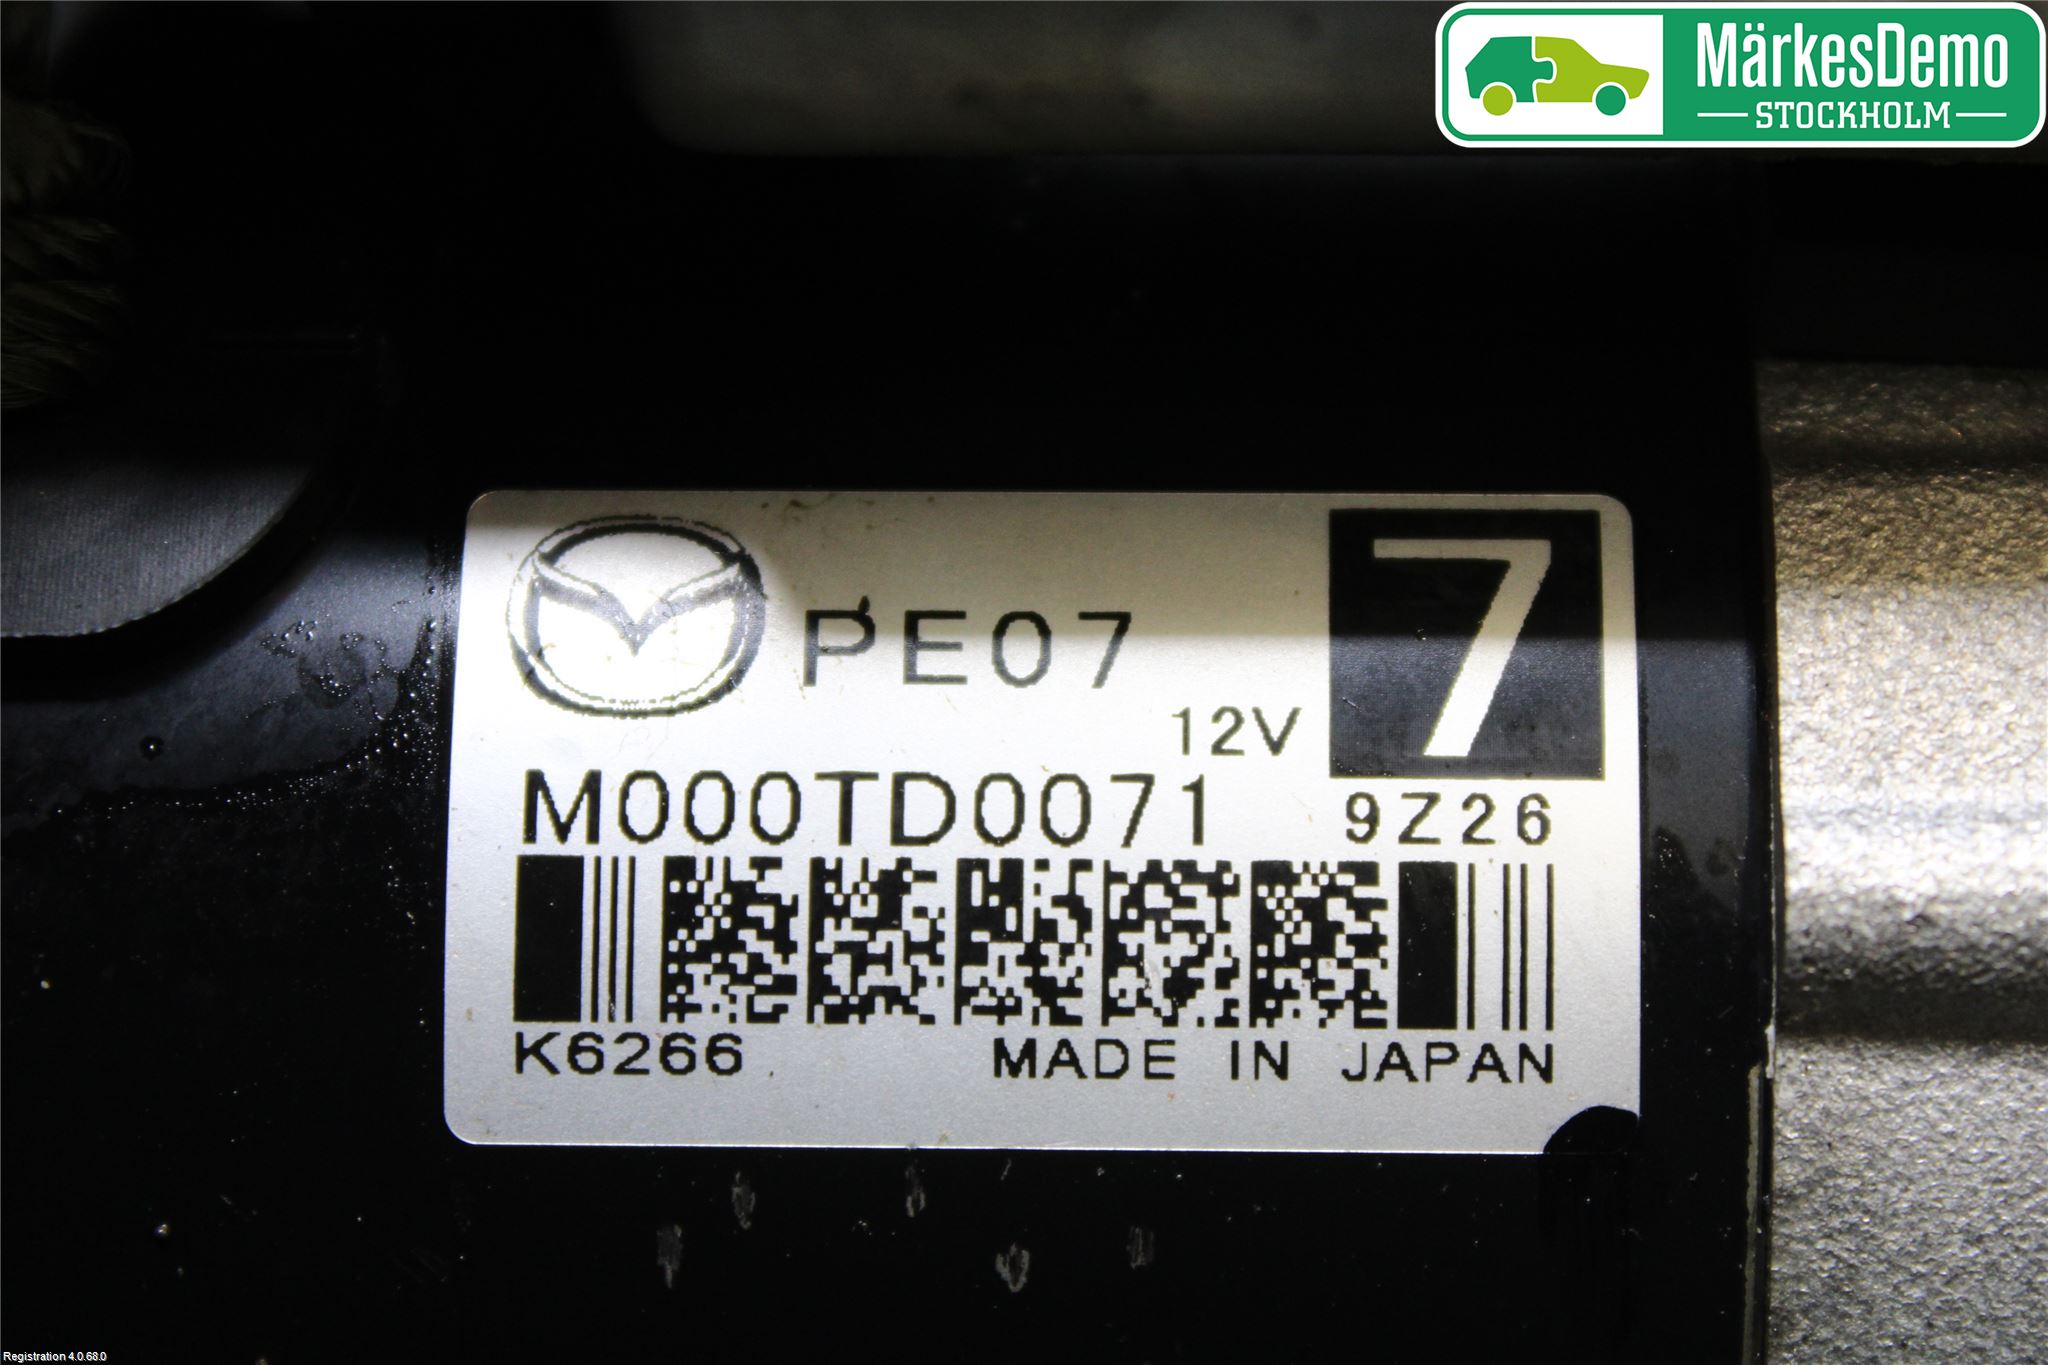 MärkesDemo
STOCKHOLM
PE07
7
12V
M000TD0071
9Z26
K6266
MADE IN JAPAN
Registration 4.0.68.0